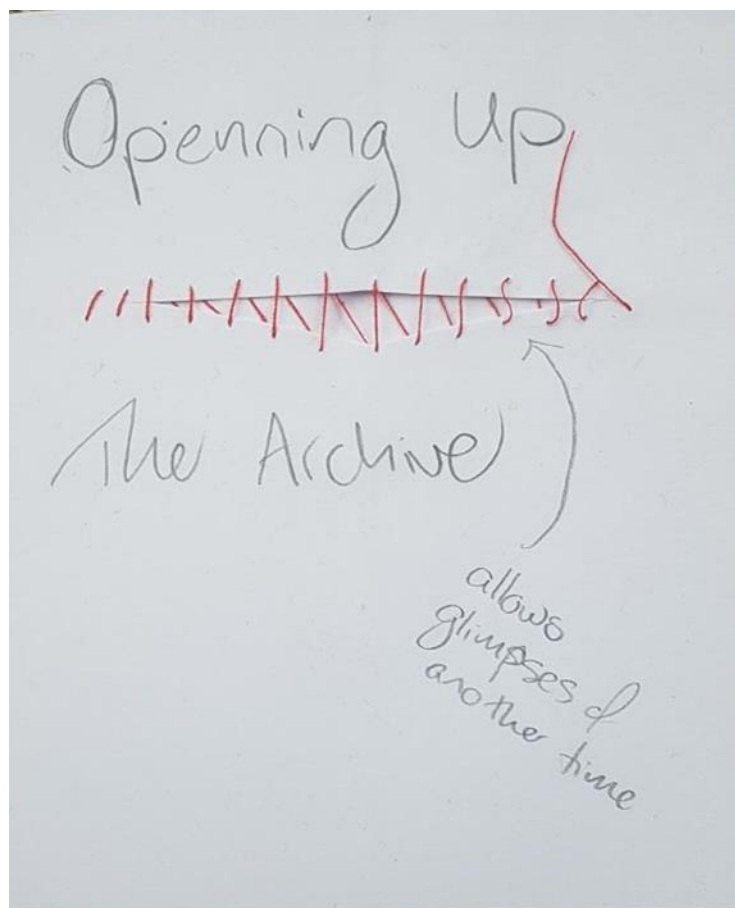 Openning Up
The Archive
allows
glimpses of
another time